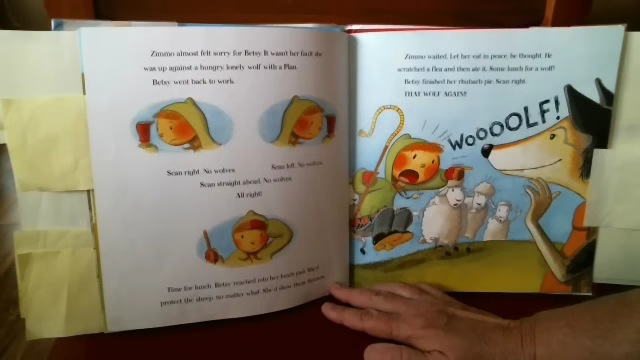 Zimmo almost felt sorry for Betsy. It wasn't her fault she
was up against a hungry, lonely wolf with a Plan.
Betsy went back to work.
Scan right. No wolves.
Scan left. No wolves.
Scan straight ahead. No wolves.
All right!
Time for lunch. Betsy reached into her lunch pail. She'd
protect the sheep, no matter what. She'd show those
Zimmo waited. Let her eat in peace, he thought. He
scratched a flea and then ate it. Some lunch for a wolf!
Betsy finished her rhubarb pie. Scan right.
THAT WOLF AGAIN!
WOOOOLF!